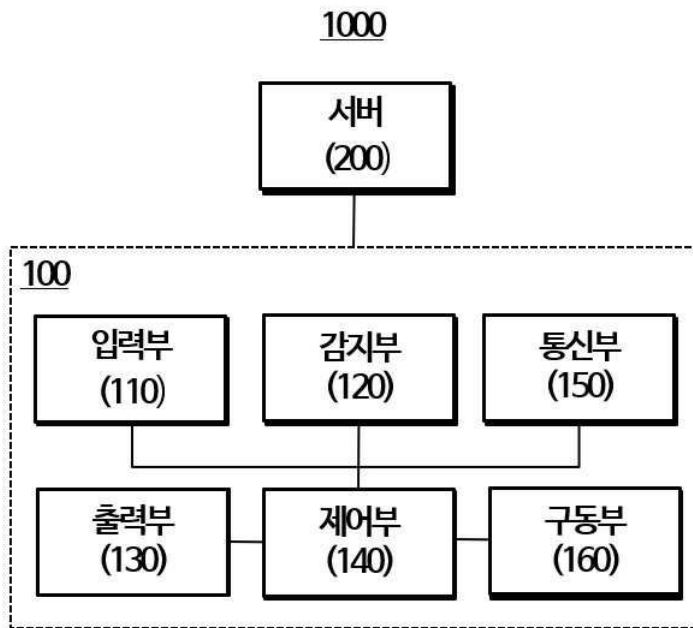 1000
서버
(200)
100
입력부
(110)
감지부
(120)
통신부
(150)
출력부
(130)
제어부
(140)
구동부
(160)